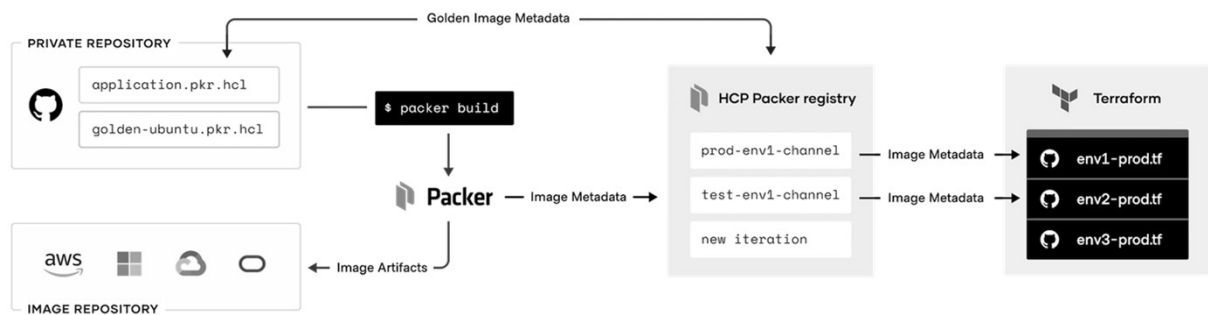 Golden Image Metadata
PRIVATE REPOSITORY
application.pkr.hcl
golden-ubuntu.pkr.hcl
$ packer build
Packer
Image Metadata
Image Artifacts
aws
IMAGE REPOSITORY
HCP Packer registry
prod-env1-channel
test-env1-channel
new iteration
Image Metadata
Image Metadata
Terraform
env1-prod.tf
env2-prod.tf
env3-prod.tf